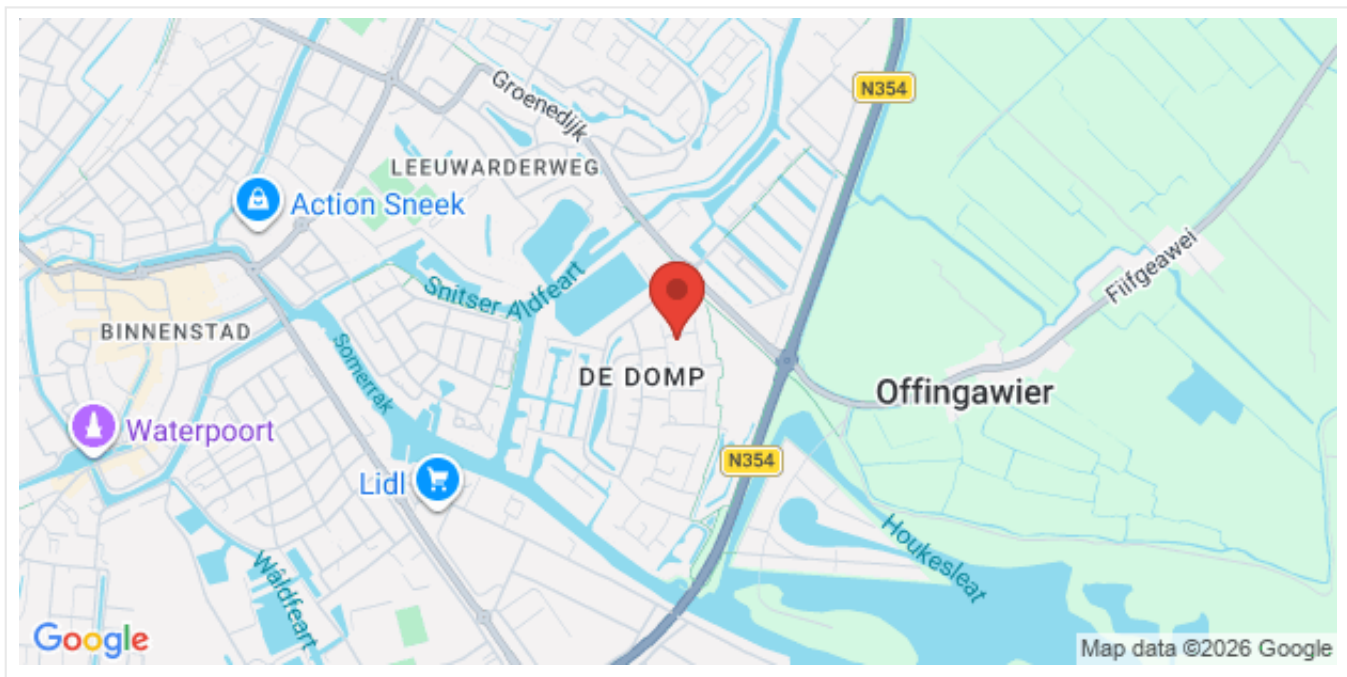 N354
Groenedijk
LEEUWARDERWEG
Action Sneek
Fiifgeawei
Snitser Aldfeart
BINNENSTAD
Somerrak
DE DOMP
Offingawier
Waterpoort
N354
Lidl
Houkesleat
Wâldfeart
Google
Map data ©2026 Google